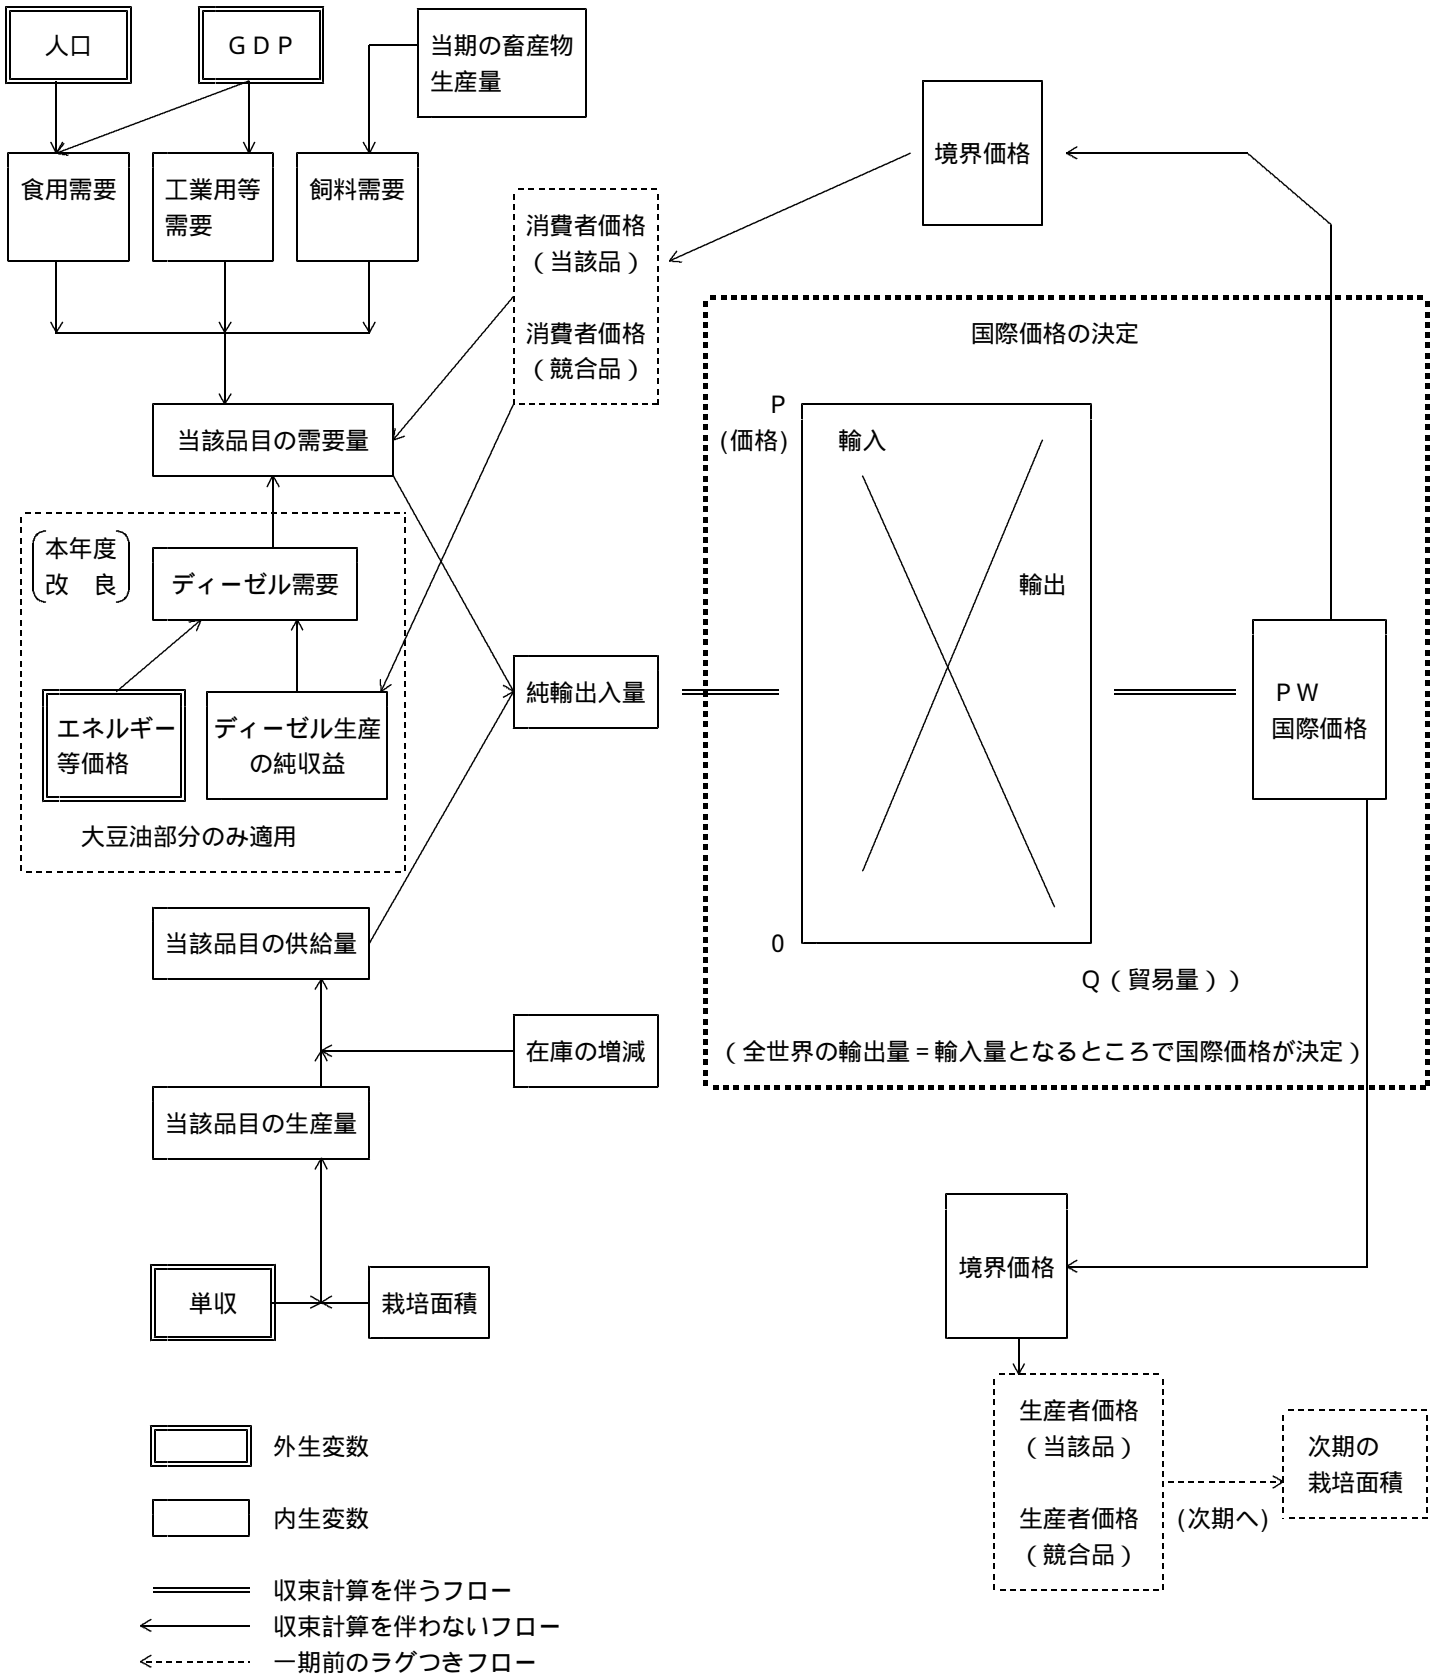 人口
ＧＤＰ
当期の畜産物
生産量
境界価格
食用需要
工業用等
需要
飼料需要
消費者価格
（当該品）
消費者価格
（競合品）
国際価格の決定
P
(価格)
輸入
輸出
当該品目の需要量
本年度
改　良
ディーゼル需要
純輸出入量
ＰＷ
国際価格
エネルギー
等価格
ディーゼル生産
の純収益
大豆油部分のみ適用
当該品目の供給量
0
Q（貿易量））
在庫の増減
（全世界の輸出量＝輸入量となるところで国際価格が決定）
当該品目の生産量
単収
栽培面積
境界価格
生産者価格
（当該品）
生産者価格
（競合品）
(次期へ)
次期の
栽培面積
外生変数
内生変数
収束計算を伴うフロー
収束計算を伴わないフロー
一期前のラグつきフロー